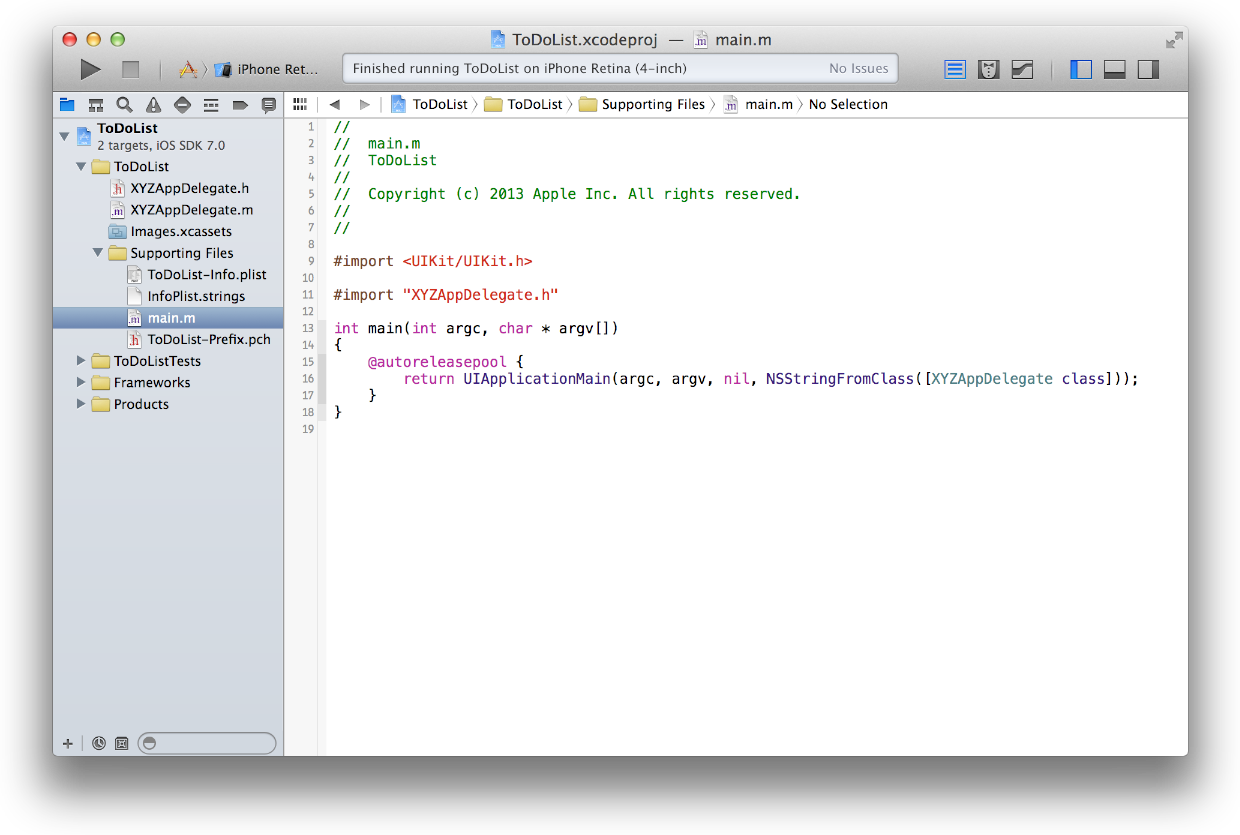 ToDoList.xcodeproj — main.m
iPhone Ret...
Finished running ToDoList on iPhone Retina (4-inch) No Issues
ToDoList ToDoList Supporting Files main.m No Selection
ToDoList
2 targets, iOS SDK 7.0
ToDoList
XYZAppDelegate.h
XYZAppDelegate.m
Images.xcassets
Supporting Files
ToDoList-Info.plist
InfoPlist.strings
main.m
ToDoList-Prefix.pch
ToDoListTests
Frameworks
Products
1 //
2 //  main.m
3 //  ToDoList
4 //
5 //  Copyright (c) 2013 Apple Inc. All rights reserved.
6 //
7 //
8
9 #import <UIKit/UIKit.h>
10
11 #import "XYZAppDelegate.h"
12
13 int main(int argc, char * argv[])
14 {
15     @autoreleasepool {
16         return UIApplicationMain(argc, argv, nil, NSStringFromClass([XYZAppDelegate class]));
17     }
18 }
19